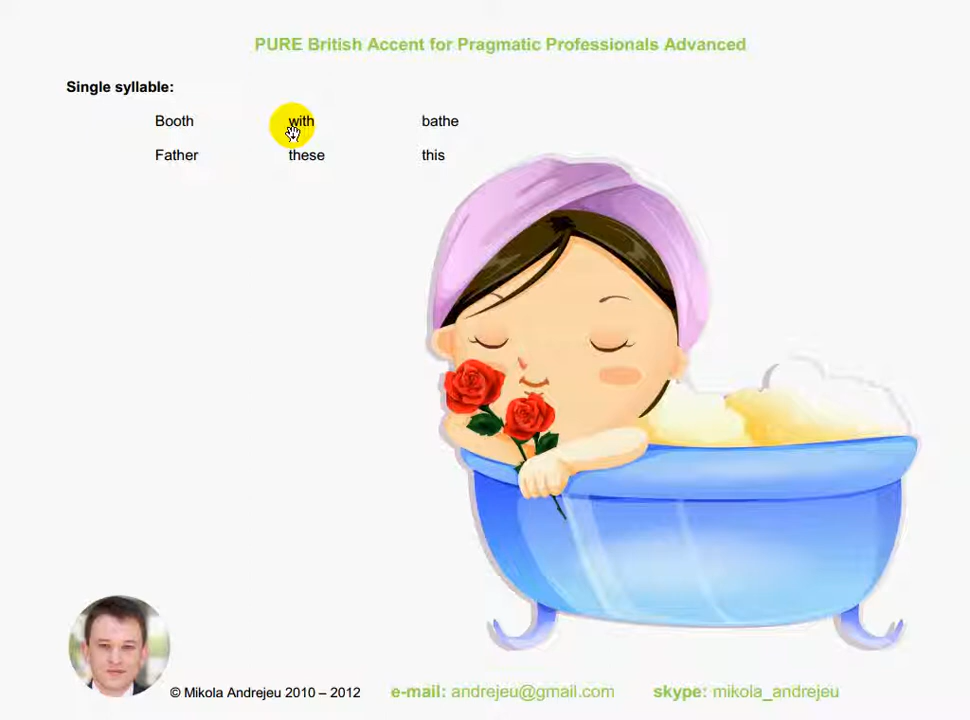 PURE British Accent for Pragmatic Professionals Advanced
Single syllable:
Booth with bathe
Father these this
© Mikola Andrejeu 2010 – 2012 e-mail: andrejeu@gmail.com skype: mikola_andrejeu